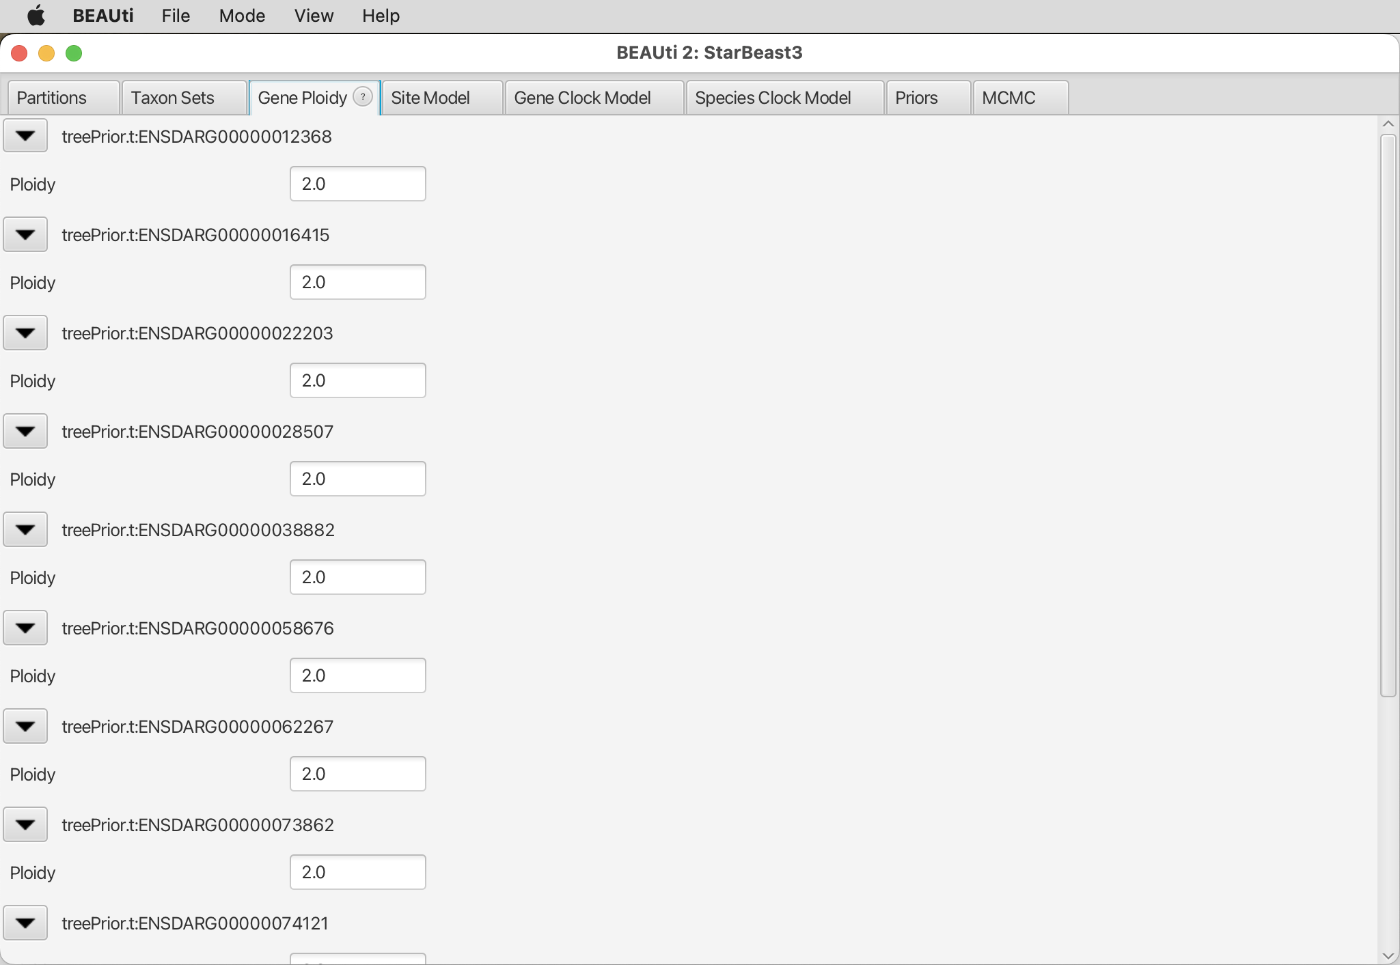 BEAUti File Mode View Help
BEAUti 2: StarBeast3
Partitions Taxon Sets Gene Ploidy ? Site Model Gene Clock Model Species Clock Model Priors MCMC
treePrior.t:ENSDARG00000012368
Ploidy 2.0
treePrior.t:ENSDARG00000016415
Ploidy 2.0
treePrior.t:ENSDARG00000022203
Ploidy 2.0
treePrior.t:ENSDARG00000028507
Ploidy 2.0
treePrior.t:ENSDARG00000038882
Ploidy 2.0
treePrior.t:ENSDARG00000058676
Ploidy 2.0
treePrior.t:ENSDARG00000062267
Ploidy 2.0
treePrior.t:ENSDARG00000073862
Ploidy 2.0
treePrior.t:ENSDARG00000074121